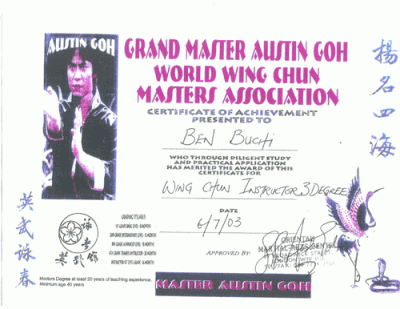 AUSTIN GOH
GRAND MASTER AUSTIN GOH
WORLD WING CHUN
MASTERS ASSOCIATION
CERTIFICATE OF ACHIEVEMENT
PRESENTED TO
BEN BUCHI
WHO THROUGH DILIGENT STUDY
AND PRACTICAL APPLICATION
HAS MERITED THE AWARD OF THIS
CERTIFICATE FOR
WING CHUN INSTRUCTOR 3 DEGREE
DATE
6/7/03
APPROVED BY:
ORIENTAL
MASTER AUSTIN GOH
Masters Degree at least 20 years of teaching experience.
Minimum age 40 years
揚名四海
英武詠春